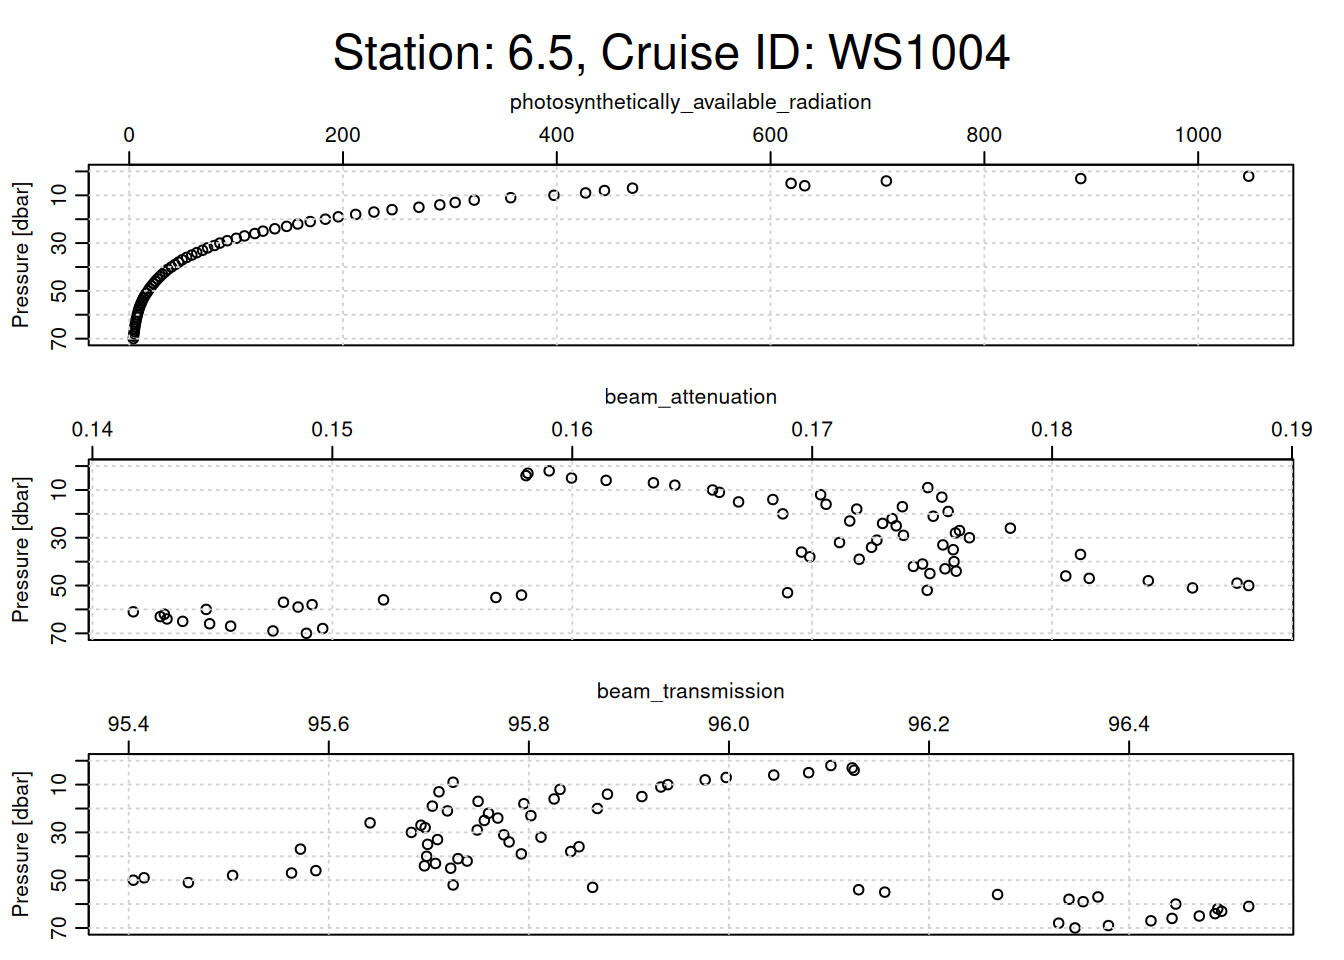 Station: 6.5, Cruise ID: WS1004
photosynthetically_available_radiation
0 200 400 600 800 1000
Pressure [dbar]
10
30
50
70
beam_attenuation
0.14 0.15 0.16 0.17 0.18 0.19
Pressure [dbar]
10
30
50
70
beam_transmission
95.4 95.6 95.8 96.0 96.2 96.4
Pressure [dbar]
10
30
50
70